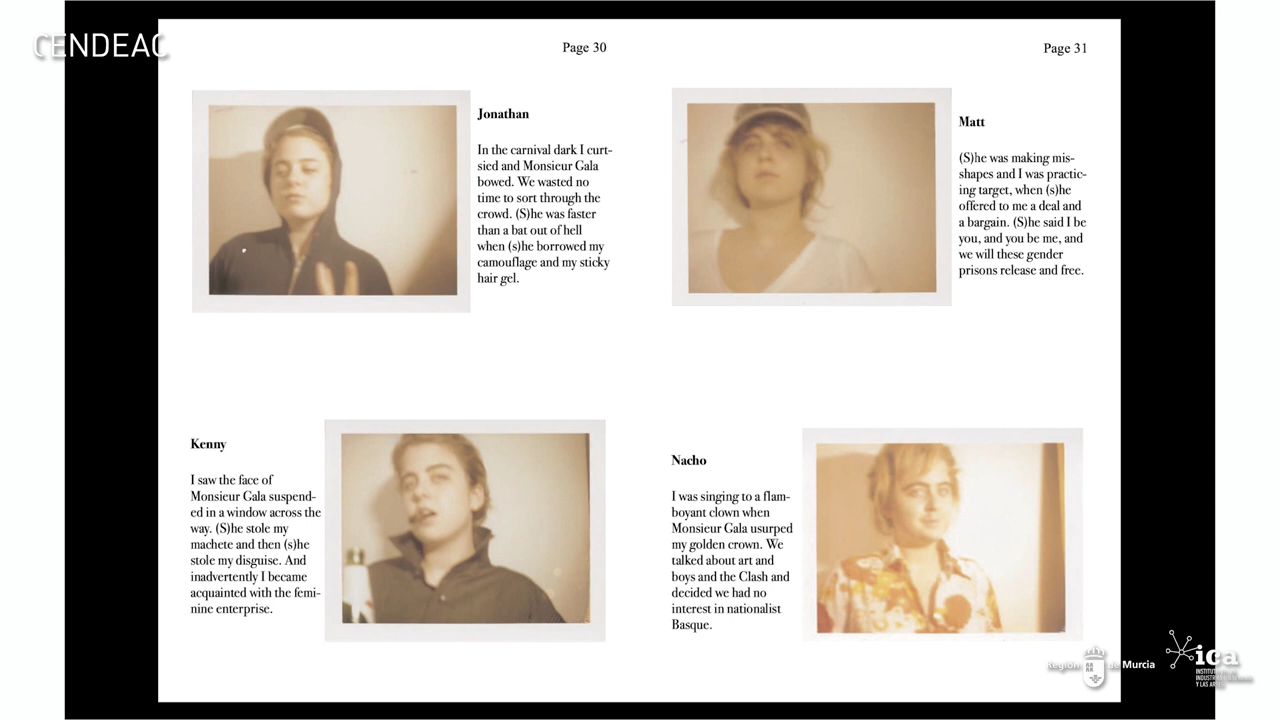 CENDEAC
Page 30
Page 31
Jonathan
In the carnival dark I curt-
sied and Monsieur Gala
bowed. We wasted no
time to sort through the
crowd. (S)he was faster
than a bat out of hell
when (s)he borrowed my
camouflage and my sticky
hair gel.
Matt
(S)he was making mis-
shapes and I was practic-
ing target, when (s)he
offered to me a deal and
a bargain. (S)he said I be
you, and you be me, and
we will these gender
prisons release and free.
Kenny
I saw the face of
Monsieur Gala suspend-
ed in a window across the
way. (S)he stole my
machete and then (s)he
stole my disguise. And
inadvertently I became
acquainted with the femi-
nine enterprise.
Nacho
I was singing to a flam-
boyant clown when
Monsieur Gala usurped
my golden crown. We
talked about art and
boys and the Clash and
decided we had no
interest in nationalist
Basque.
Región de Murcia
ica
Y LAS